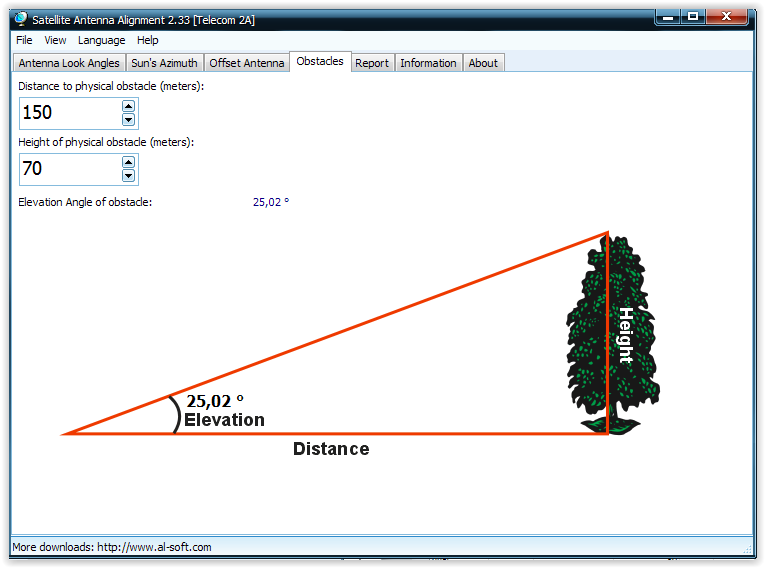 Satellite Antenna Alignment 2.33 [Telecom 2A]
File View Language Help
Antenna Look Angles Sun's Azimuth Offset Antenna Obstacles Report Information About
Distance to physical obstacle (meters):
150
Height of physical obstacle (meters):
70
Elevation Angle of obstacle: 25,02 °
Height
25,02 °
Elevation
Distance
More downloads: http://www.al-soft.com